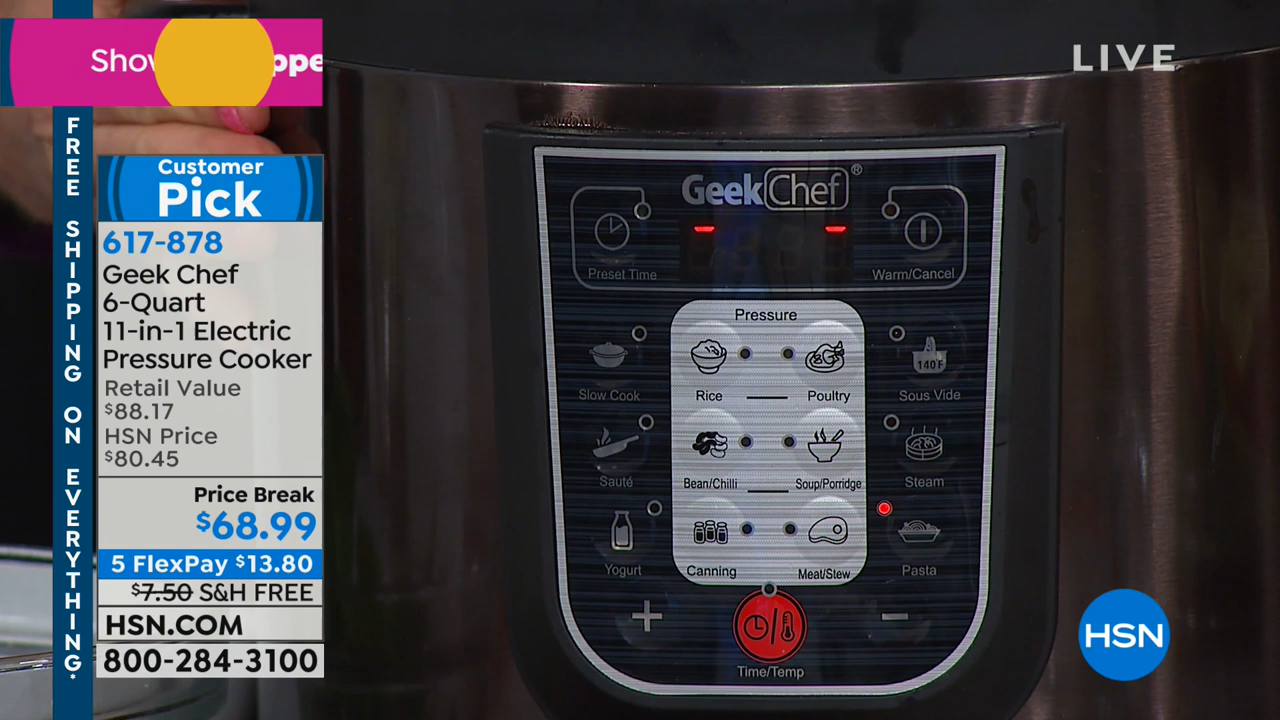 Show
ppe
LIVE
FREE SHIPPING ON EVERYTHING*
Customer
Pick
617-878
Geek Chef
6-Quart
11-in-1 Electric
Pressure Cooker
Retail Value
$88.17
HSN Price
$80.45
Price Break
$68.99
5 FlexPay $13.80
$7.50 S&H FREE
HSN.COM
800-284-3100
GeekChef®
Preset Time
Warm/Cancel
Pressure
Slow Cook
Rice
Poultry
140F
Sous Vide
Sauté
Bean/Chilli
Soup/Porridge
Steam
Yogurt
Canning
Meat/Stew
Pasta
+
−
Time/Temp
HSN